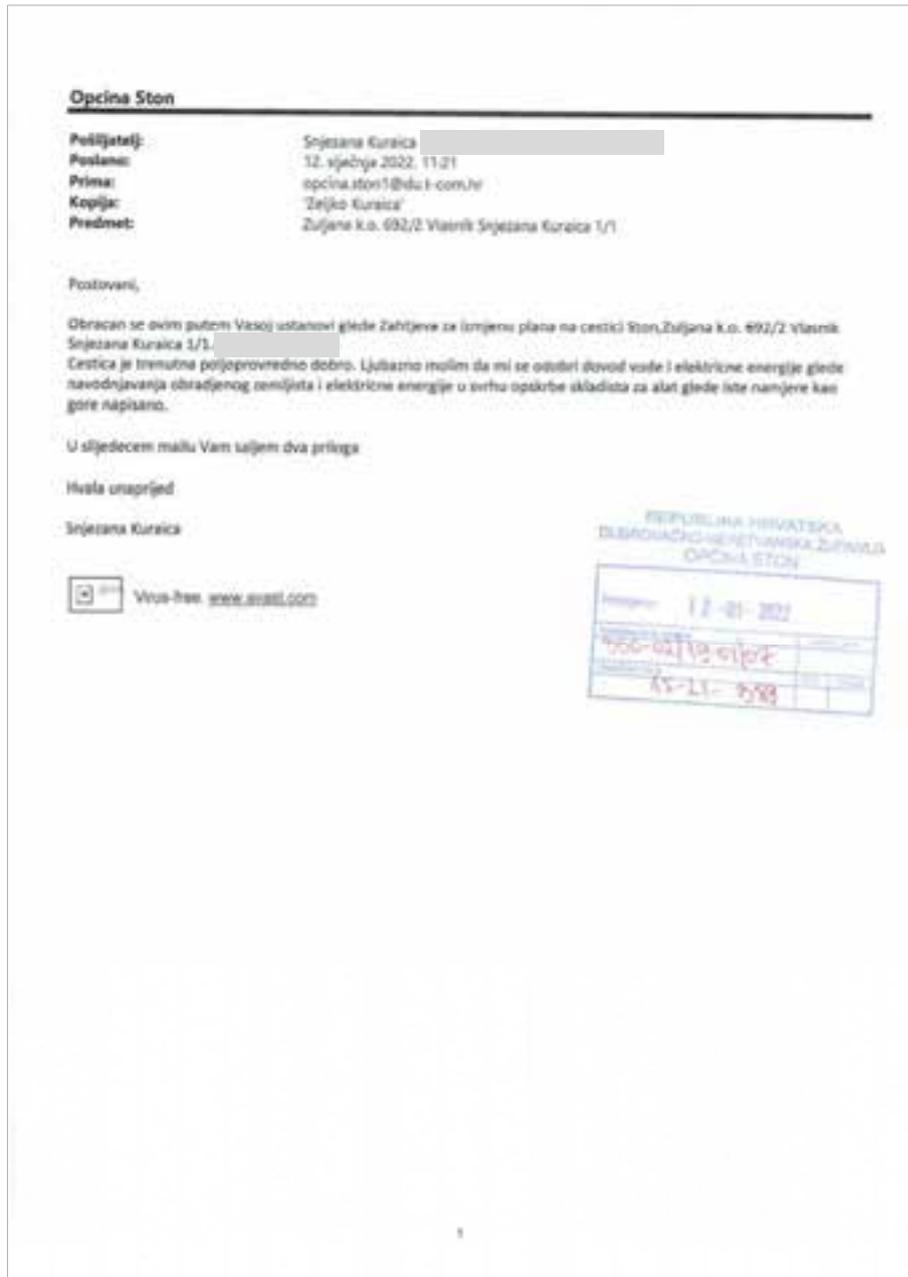 Opcina Ston
Pošiljatelj: Snjezana Kuraica
Poslano: 12. siječnja 2022. 11:21
Prima: opcina.ston1@du.t-com.hr
Kopija: 'Zeljko Kuraica'
Predmet: Zuljana k.o. 692/2 Vlasnik Snjezana Kuraica 1/1
Postovani,
Obracan se ovim putem Vasoj ustanovi glede Zahtjeva za izmjenu plana na cestici Ston,Zuljana k.o. 692/2 Vlasnik
Snjezana Kuraica 1/1.
Cestica je trenutna poljoprovredno dobro. Ljubazno molim da mi se odobri dovod vode i elektricne energije glede
navodnjavanja obradjenog zemljista i elektricne energije u svrhu opskrbe skladista za alat glede iste namjere kao
gore napisano.
U slijedecem mailu Vam saljem dva priloga
Hvala unaprijed
Snjezana Kuraica
Virus-free. www.avast.com
REPUBLIKA HRVATSKA
DUBROVAČKO-NERETVANSKA ŽUPANIJA
OPĆINA STON
12-01-2022
1